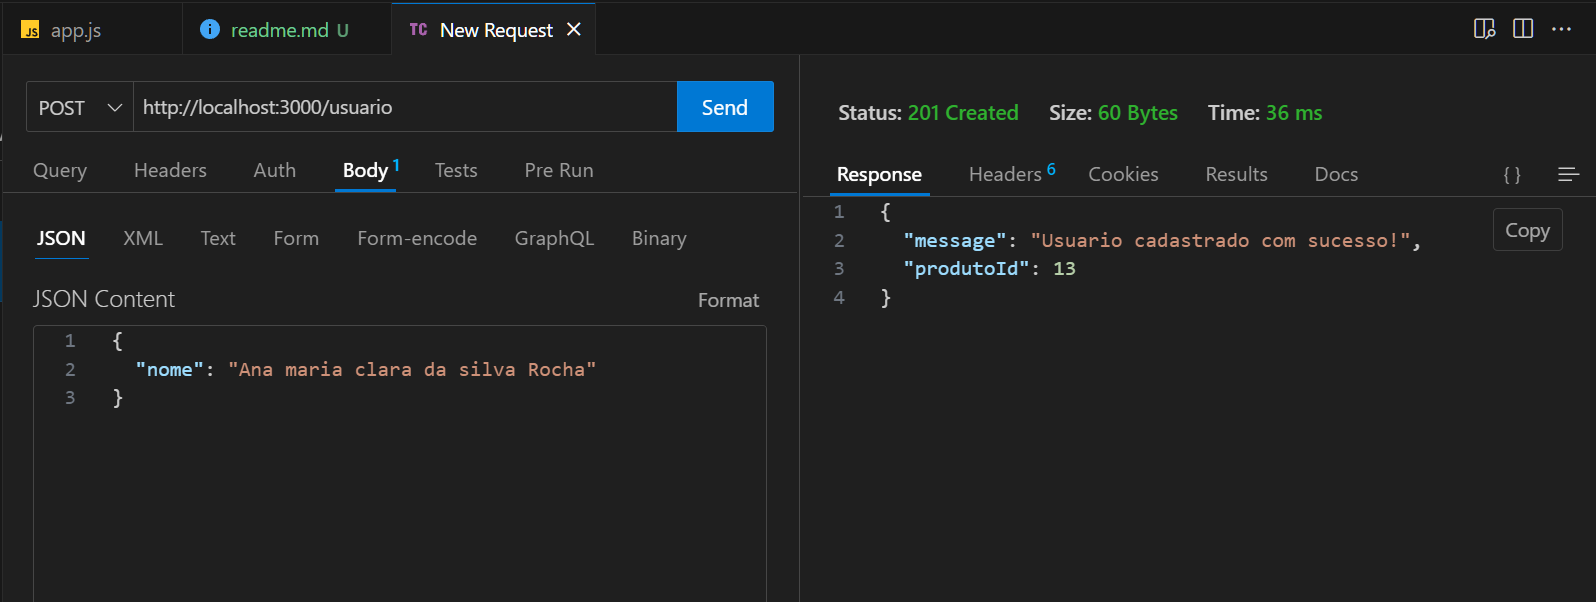 JS app.js
i readme.md U
TC New Request
POST http://localhost:3000/usuario Send
Query Headers Auth Body 1 Tests Pre Run
JSON XML Text Form Form-encode GraphQL Binary
JSON Content Format
1 {
2 "nome": "Ana maria clara da silva Rocha"
3 }
Status: 201 Created Size: 60 Bytes Time: 36 ms
Response Headers 6 Cookies Results Docs { }
Copy
1 {
2 "message": "Usuario cadastrado com sucesso!",
3 "produtoId": 13
4 }